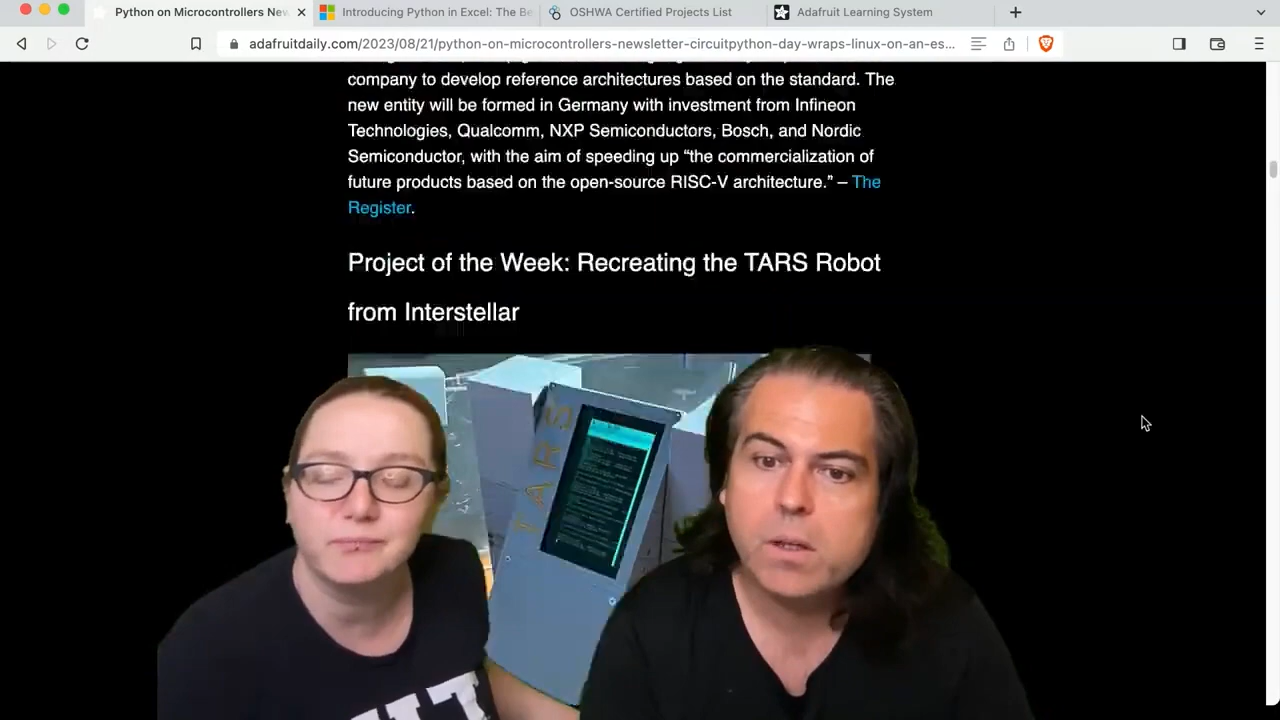 Python on Microcontrollers Nev
Introducing Python in Excel: The Be
OSHWA Certified Projects List
Adafruit Learning System
adafruitdaily.com/2023/08/21/python-on-microcontrollers-newsletter-circuitpython-day-wraps-linux-on-an-es...
company to develop reference architectures based on the standard. The
new entity will be formed in Germany with investment from Infineon
Technologies, Qualcomm, NXP Semiconductors, Bosch, and Nordic
Semiconductor, with the aim of speeding up “the commercialization of
future products based on the open-source RISC-V architecture.” – The
Register.
Project of the Week: Recreating the TARS Robot
from Interstellar
TARS